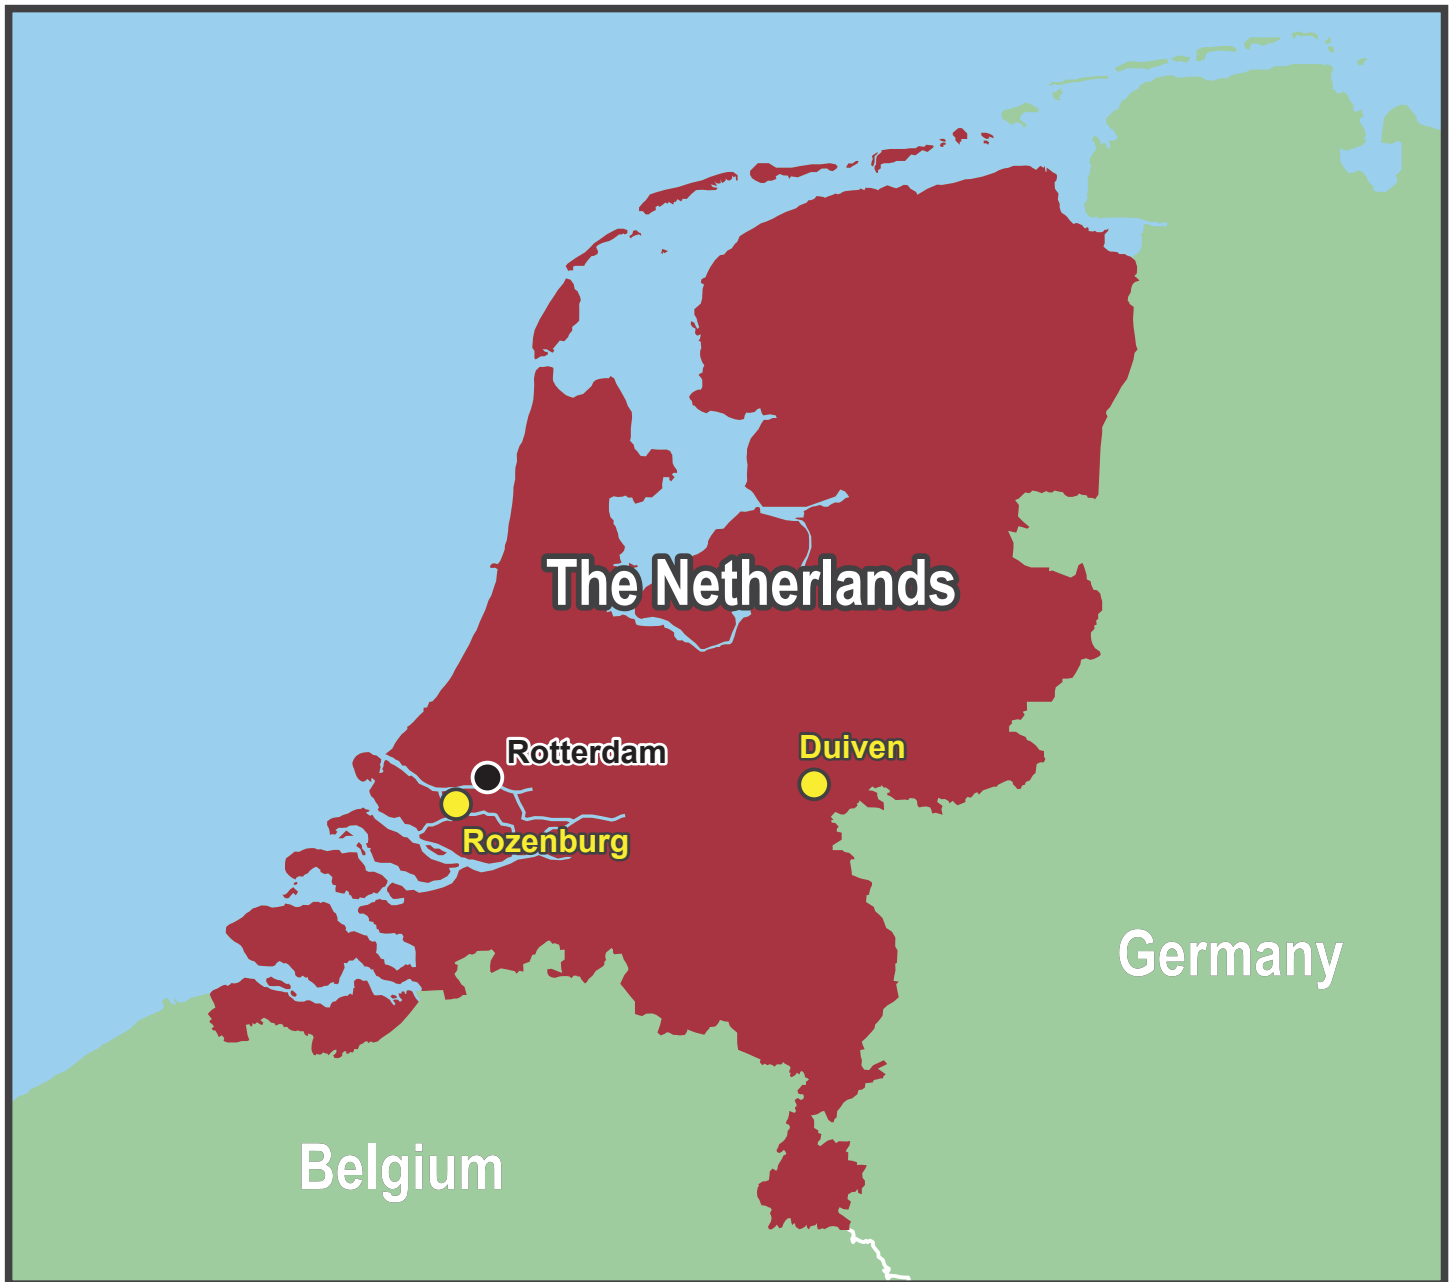 The Netherlands
Rotterdam
Duiven
Rozenburg
Germany
Belgium